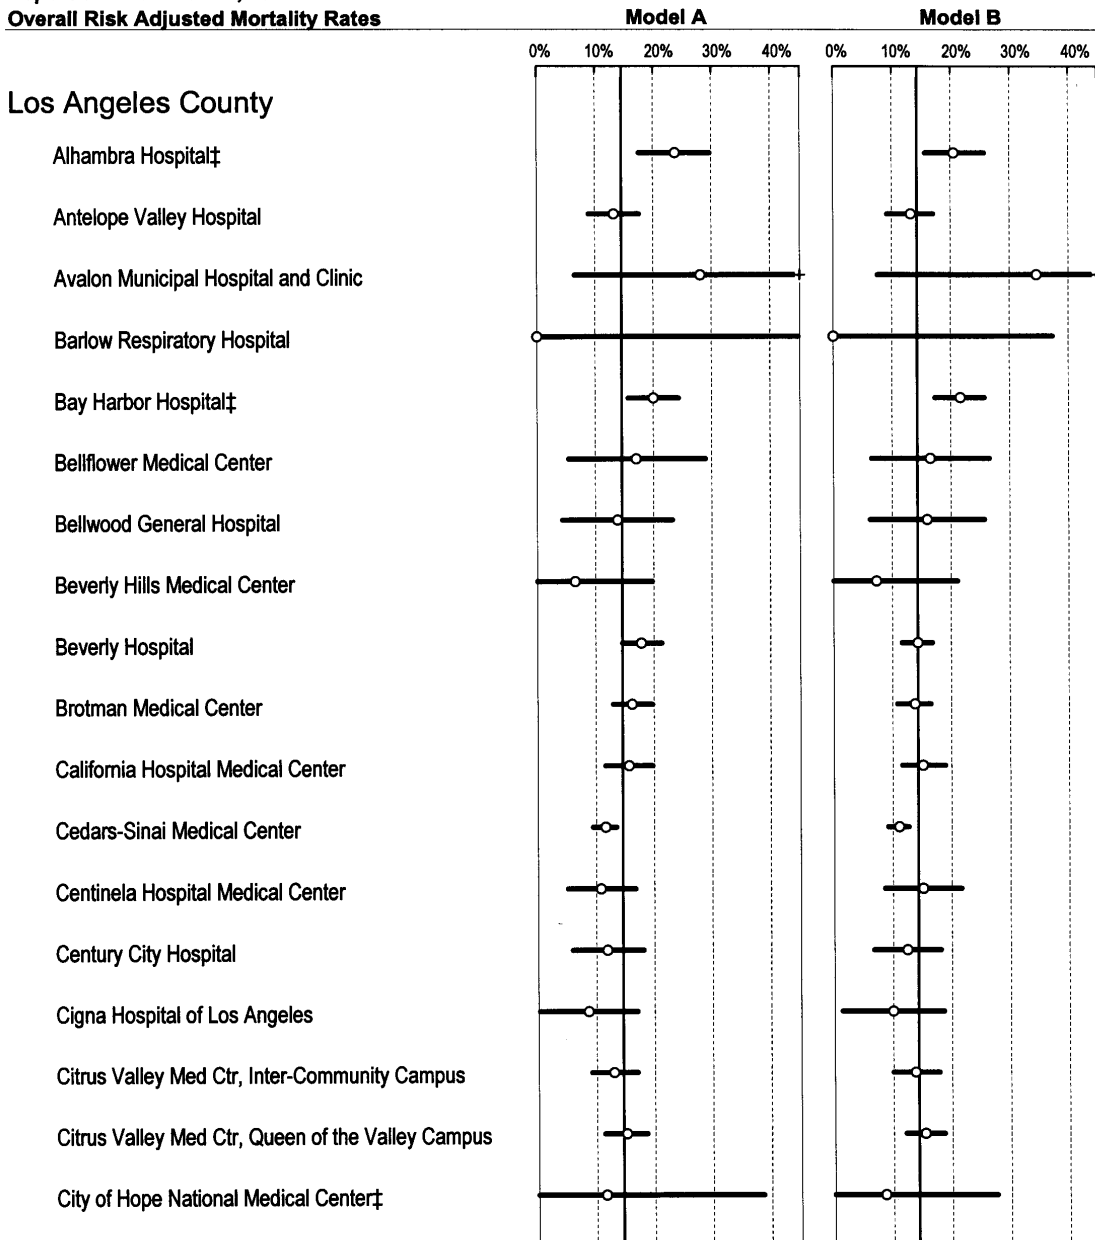 Overall Risk Adjusted Mortality Rates Model A Model B
0% 10% 20% 30% 40% 0% 10% 20% 30% 40%
Los Angeles County
Alhambra Hospital‡
Antelope Valley Hospital
Avalon Municipal Hospital and Clinic
Barlow Respiratory Hospital
Bay Harbor Hospital‡
Bellflower Medical Center
Bellwood General Hospital
Beverly Hills Medical Center
Beverly Hospital
Brotman Medical Center
California Hospital Medical Center
Cedars-Sinai Medical Center
Centinela Hospital Medical Center
Century City Hospital
Cigna Hospital of Los Angeles
Citrus Valley Med Ctr, Inter-Community Campus
Citrus Valley Med Ctr, Queen of the Valley Campus
City of Hope National Medical Center‡